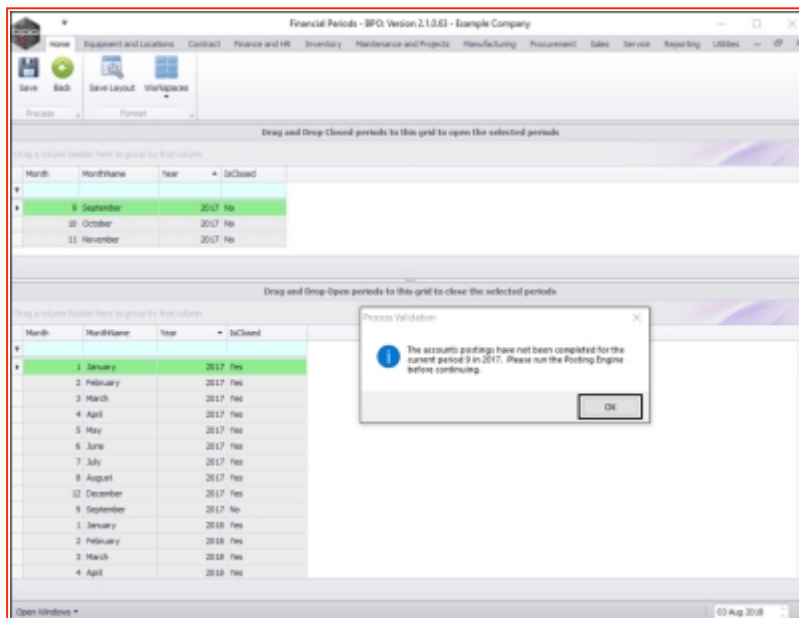 Financial Periods - BPO: Version 2.1.0.63 - Example Company
Home Equipment and Locations Contract Finance and HR Inventory Maintenance and Projects Manufacturing Procurement Sales Service Reporting Utilities
Save Back Save Layout Workspaces
Process Format
Drag and Drop Closed periods to this grid to open the selected periods
Drag a column header here to group by that column
Month MonthName Year IsClosed
9 September 2017 No
10 October 2017 No
11 November 2017 No
Drag and Drop Open periods to this grid to close the selected periods
Drag a column header here to group by that column
Month MonthName Year IsClosed
1 January 2017 Yes
2 February 2017 Yes
3 March 2017 Yes
4 April 2017 Yes
5 May 2017 Yes
6 June 2017 Yes
7 July 2017 Yes
8 August 2017 Yes
12 December 2017 Yes
9 September 2017 No
1 January 2018 Yes
2 February 2018 Yes
3 March 2018 Yes
4 April 2018 Yes
Process Validation
The accounts postings have not been completed for the
current period 9 in 2017. Please run the Posting Engine
before continuing.
OK
Open Windows
03 Aug 2018